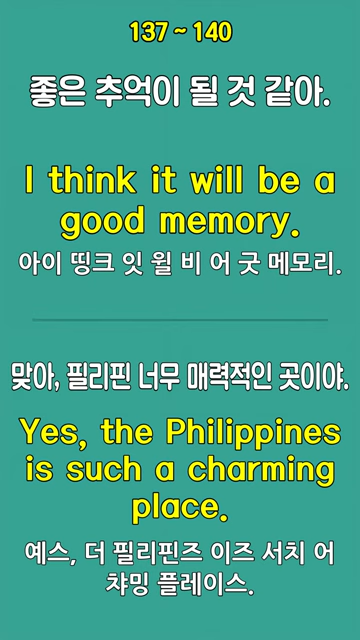 137 ~ 140
좋은 추억이 될 것 같아.
I think it will be a
good memory.
아이 띵크 잇 윌 비 어 굿 메모리.
맞아, 필리핀 너무 매력적인 곳이야.
Yes, the Philippines
is such a charming
place.
예스, 더 필리핀즈 이즈 서치 어
챠밍 플레이스.